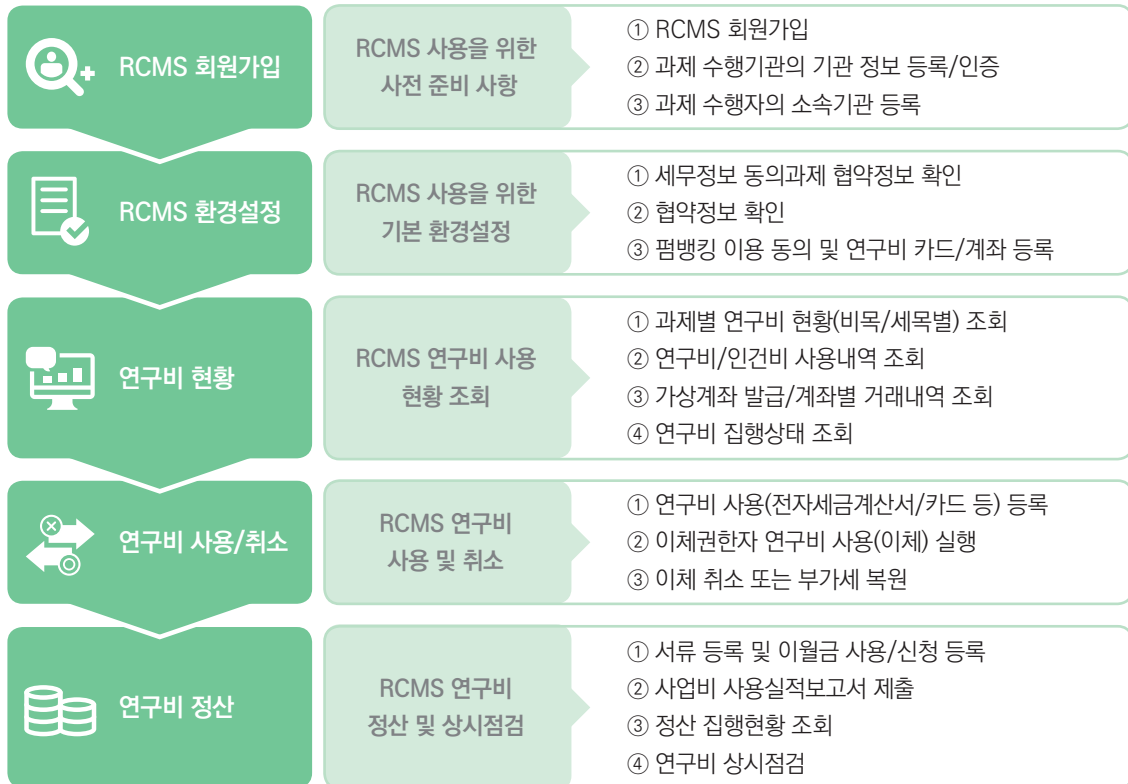 RCMS 회원가입
RCMS 사용을 위한
사전 준비 사항
① RCMS 회원가입
② 과제 수행기관의 기관 정보 등록/인증
③ 과제 수행자의 소속기관 등록
RCMS 환경설정
RCMS 사용을 위한
기본 환경설정
① 세무정보 동의과제 협약정보 확인
② 협약정보 확인
③ 펌뱅킹 이용 동의 및 연구비 카드/계좌 등록
연구비 현황
RCMS 연구비 사용
현황 조회
① 과제별 연구비 현황(비목/세목별) 조회
② 연구비/인건비 사용내역 조회
③ 가상계좌 발급/계좌별 거래내역 조회
④ 연구비 집행상태 조회
연구비 사용/취소
RCMS 연구비
사용 및 취소
① 연구비 사용(전자세금계산서/카드 등) 등록
② 이체권한자 연구비 사용(이체) 실행
③ 이체 취소 또는 부가세 복원
연구비 정산
RCMS 연구비
정산 및 상시점검
① 서류 등록 및 이월금 사용/신청 등록
② 사업비 사용실적보고서 제출
③ 정산 집행현황 조회
④ 연구비 상시점검